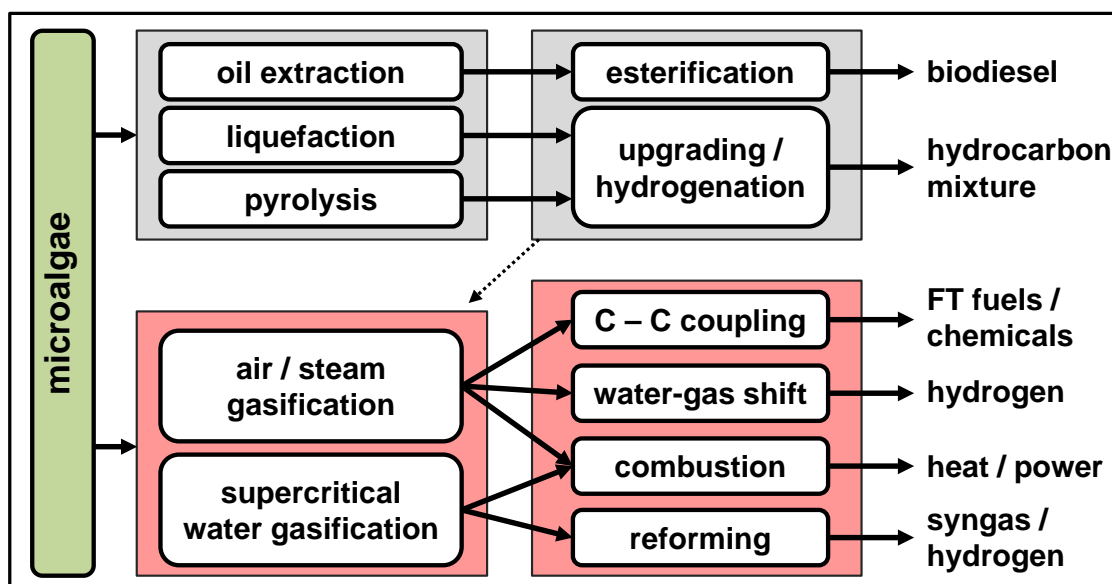 microalgae
oil extraction
esterification
biodiesel
liquefaction
pyrolysis
upgrading /
hydrogenation
hydrocarbon
mixture
air / steam
gasification
supercritical
water gasification
C – C coupling
FT fuels /
chemicals
water-gas shift
hydrogen
combustion
heat / power
reforming
syngas /
hydrogen